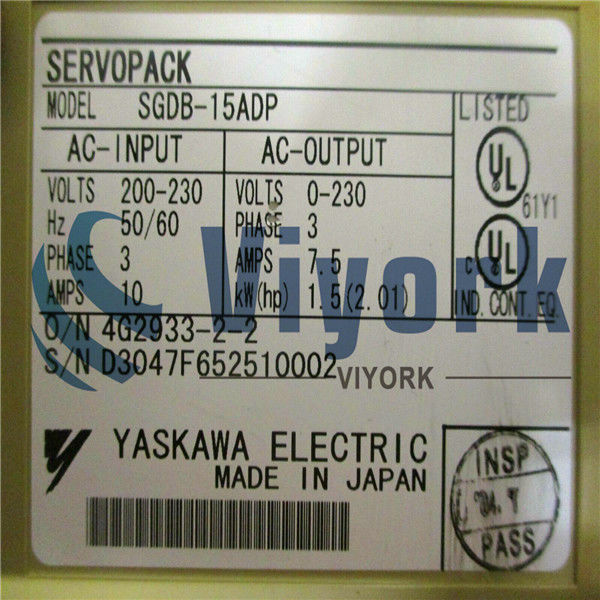 SERVOPACK
MODEL SGDB-15ADP
LISTED
AC-INPUT AC-OUTPUT
UL
VOLTS 200-230 VOLTS 0-230
61Y1
Hz 50/60 PHASE 3
c UL
PHASE 3 AMPS 7.5
AMPS 10 kW(hp) 1.5(2.01)
IND. CONT. EQ.
Viyork
O/N 4G2933-2-2
S/N D3047F652510002
VIYORK
YASKAWA ELECTRIC
MADE IN JAPAN
INSP
PASS